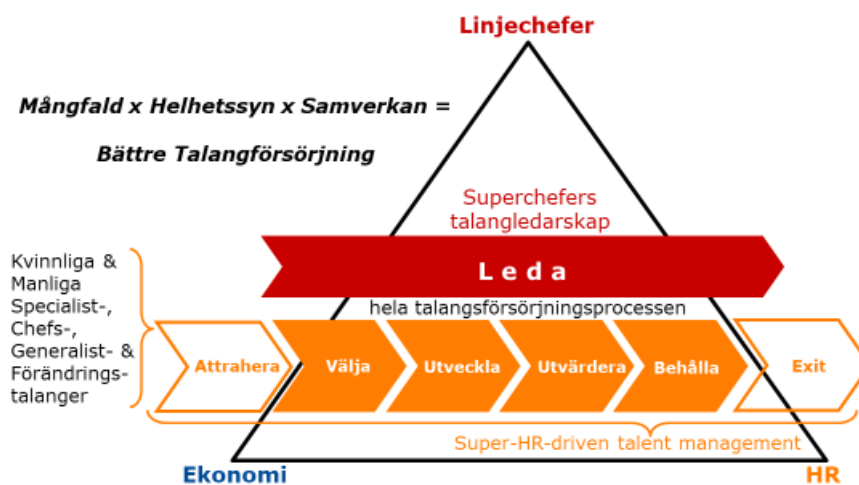 Linjechefer
Mångfald x Helhetssyn x Samverkan =
Bättre Talangförsörjning
Superchefers
talangledarskap
Leda
hela talangsförsörjningsprocessen
Kvinnliga &
Manliga
Specialist-,
Chefs-,
Generalist- &
Förändrings-
talanger
Attrahera
Välja
Utveckla
Utvärdera
Behålla
Exit
Super-HR-driven talent management
Ekonomi
HR